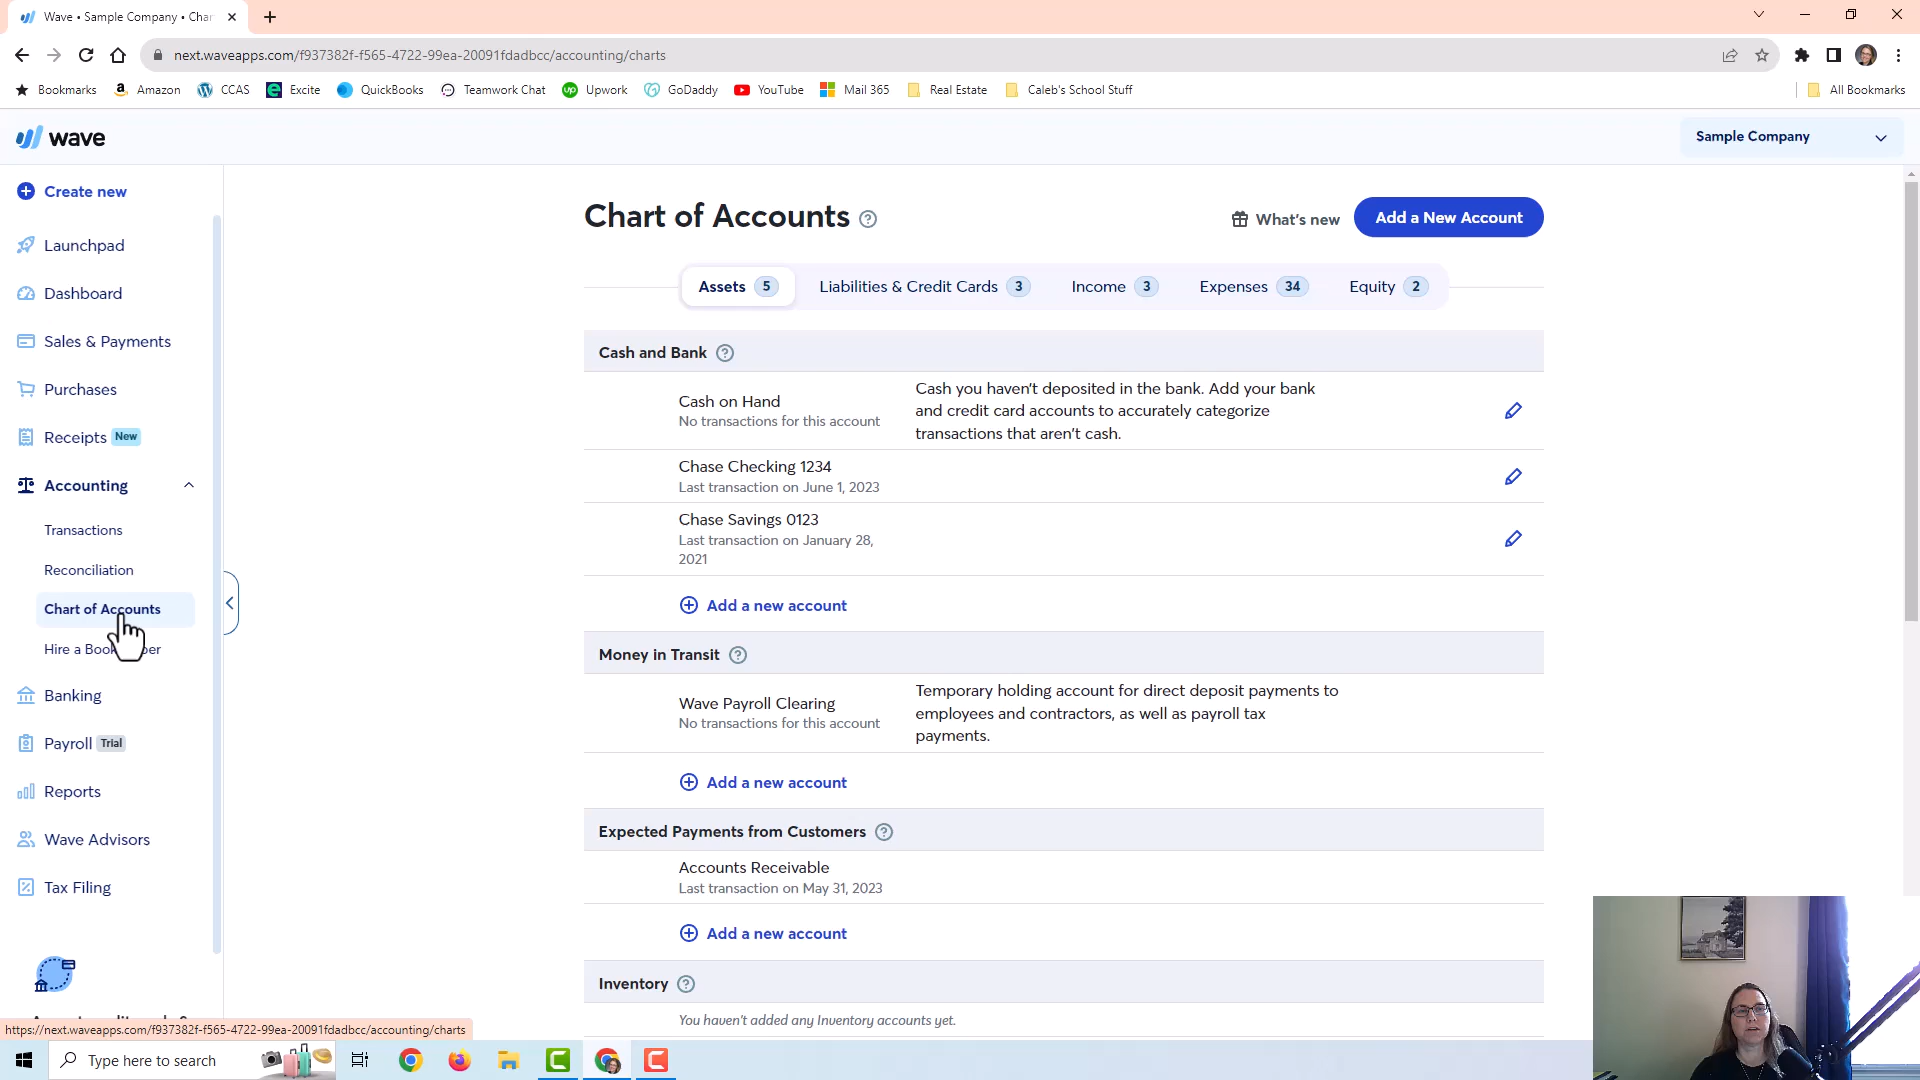 Wave • Sample Company • Char
next.waveapps.com/f937382f-f565-4722-99ea-20091fdadbcc/accounting/charts
Bookmarks Amazon CCAS Excite QuickBooks Teamwork Chat Upwork GoDaddy YouTube Mail 365 Real Estate Caleb's School Stuff All Bookmarks
wave
Sample Company
Create new
Launchpad
Dashboard
Sales & Payments
Purchases
Receipts New
Accounting
Transactions
Reconciliation
Chart of Accounts
Hire a
Banking
Payroll Trial
Reports
Wave Advisors
Tax Filing
https://next.waveapps.com/f937382f-f565-4722-99ea-20091fdadbcc/accounting/charts
Chart of Accounts ?
What's new
Add a New Account
Assets 5 Liabilities & Credit Cards 3 Income 3 Expenses 34 Equity 2
Cash and Bank ?
Cash on Hand
No transactions for this account
Cash you haven't deposited in the bank. Add your bank
and credit card accounts to accurately categorize
transactions that aren't cash.
Chase Checking 1234
Last transaction on June 1, 2023
Chase Savings 0123
Last transaction on January 28,
2021
Add a new account
Money in Transit ?
Wave Payroll Clearing
No transactions for this account
Temporary holding account for direct deposit payments to
employees and contractors, as well as payroll tax
payments.
Add a new account
Expected Payments from Customers ?
Accounts Receivable
Last transaction on May 31, 2023
Add a new account
Inventory ?
You haven't added any Inventory accounts yet.
Type here to search